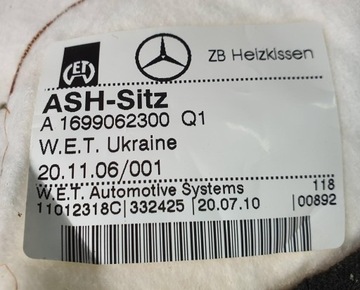 WET
ZB Heizkissen
ASH-Sitz
A 1699062300 Q1
W.E.T. Ukraine
20.11.06/001
W.E.T. Automotive Systems 118
11012318C|332425|20.07.10 |00892